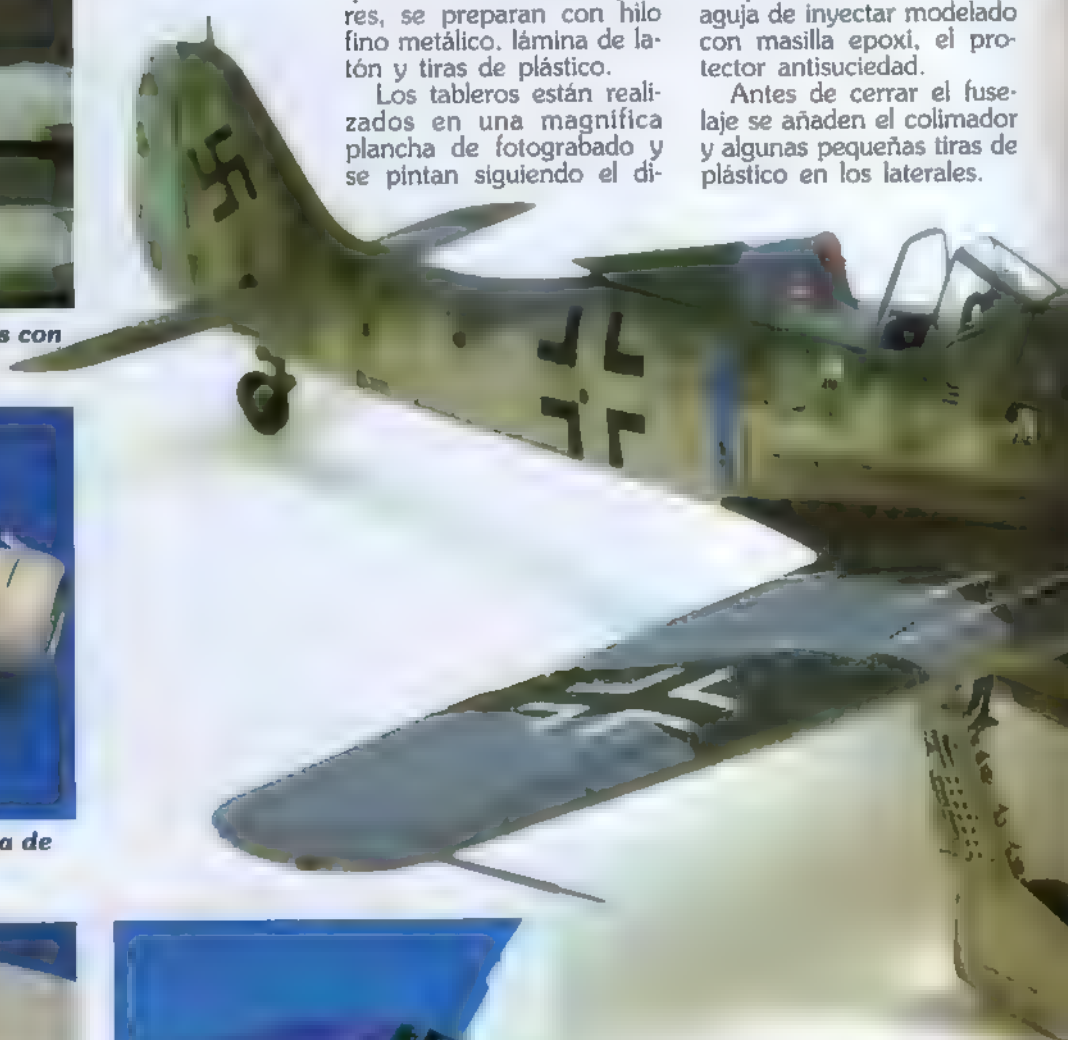 res, se preparan con hilo
fino metálico. lámina de la-
tón y tiras de plástico.
Los tableros están reali-
zados en una magnífica
plancha de fotograbado y
se pintan siguiendo el di-
aguja de inyectar modelado
con masilla epoxi, el pro-
tector antisuciedad.
Antes de cerrar el fuse-
laje se añaden el colimador
y algunas pequeñas tiras de
plástico en los laterales.
s con
a de